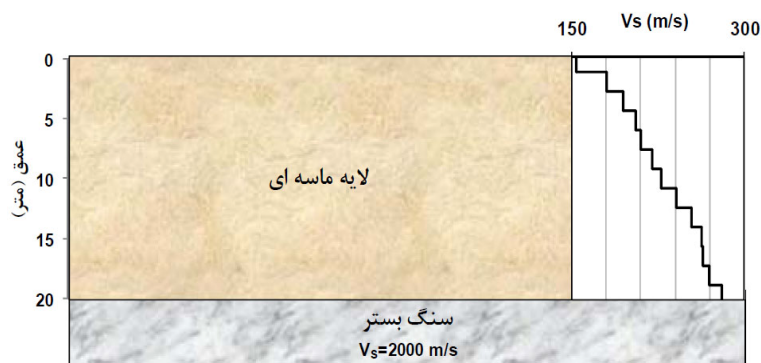 Vs (m/s)
150 300
0
5
10
15
20
عمق (متر)
لایه ماسه ای
سنگ بستر
Vs=2000 m/s